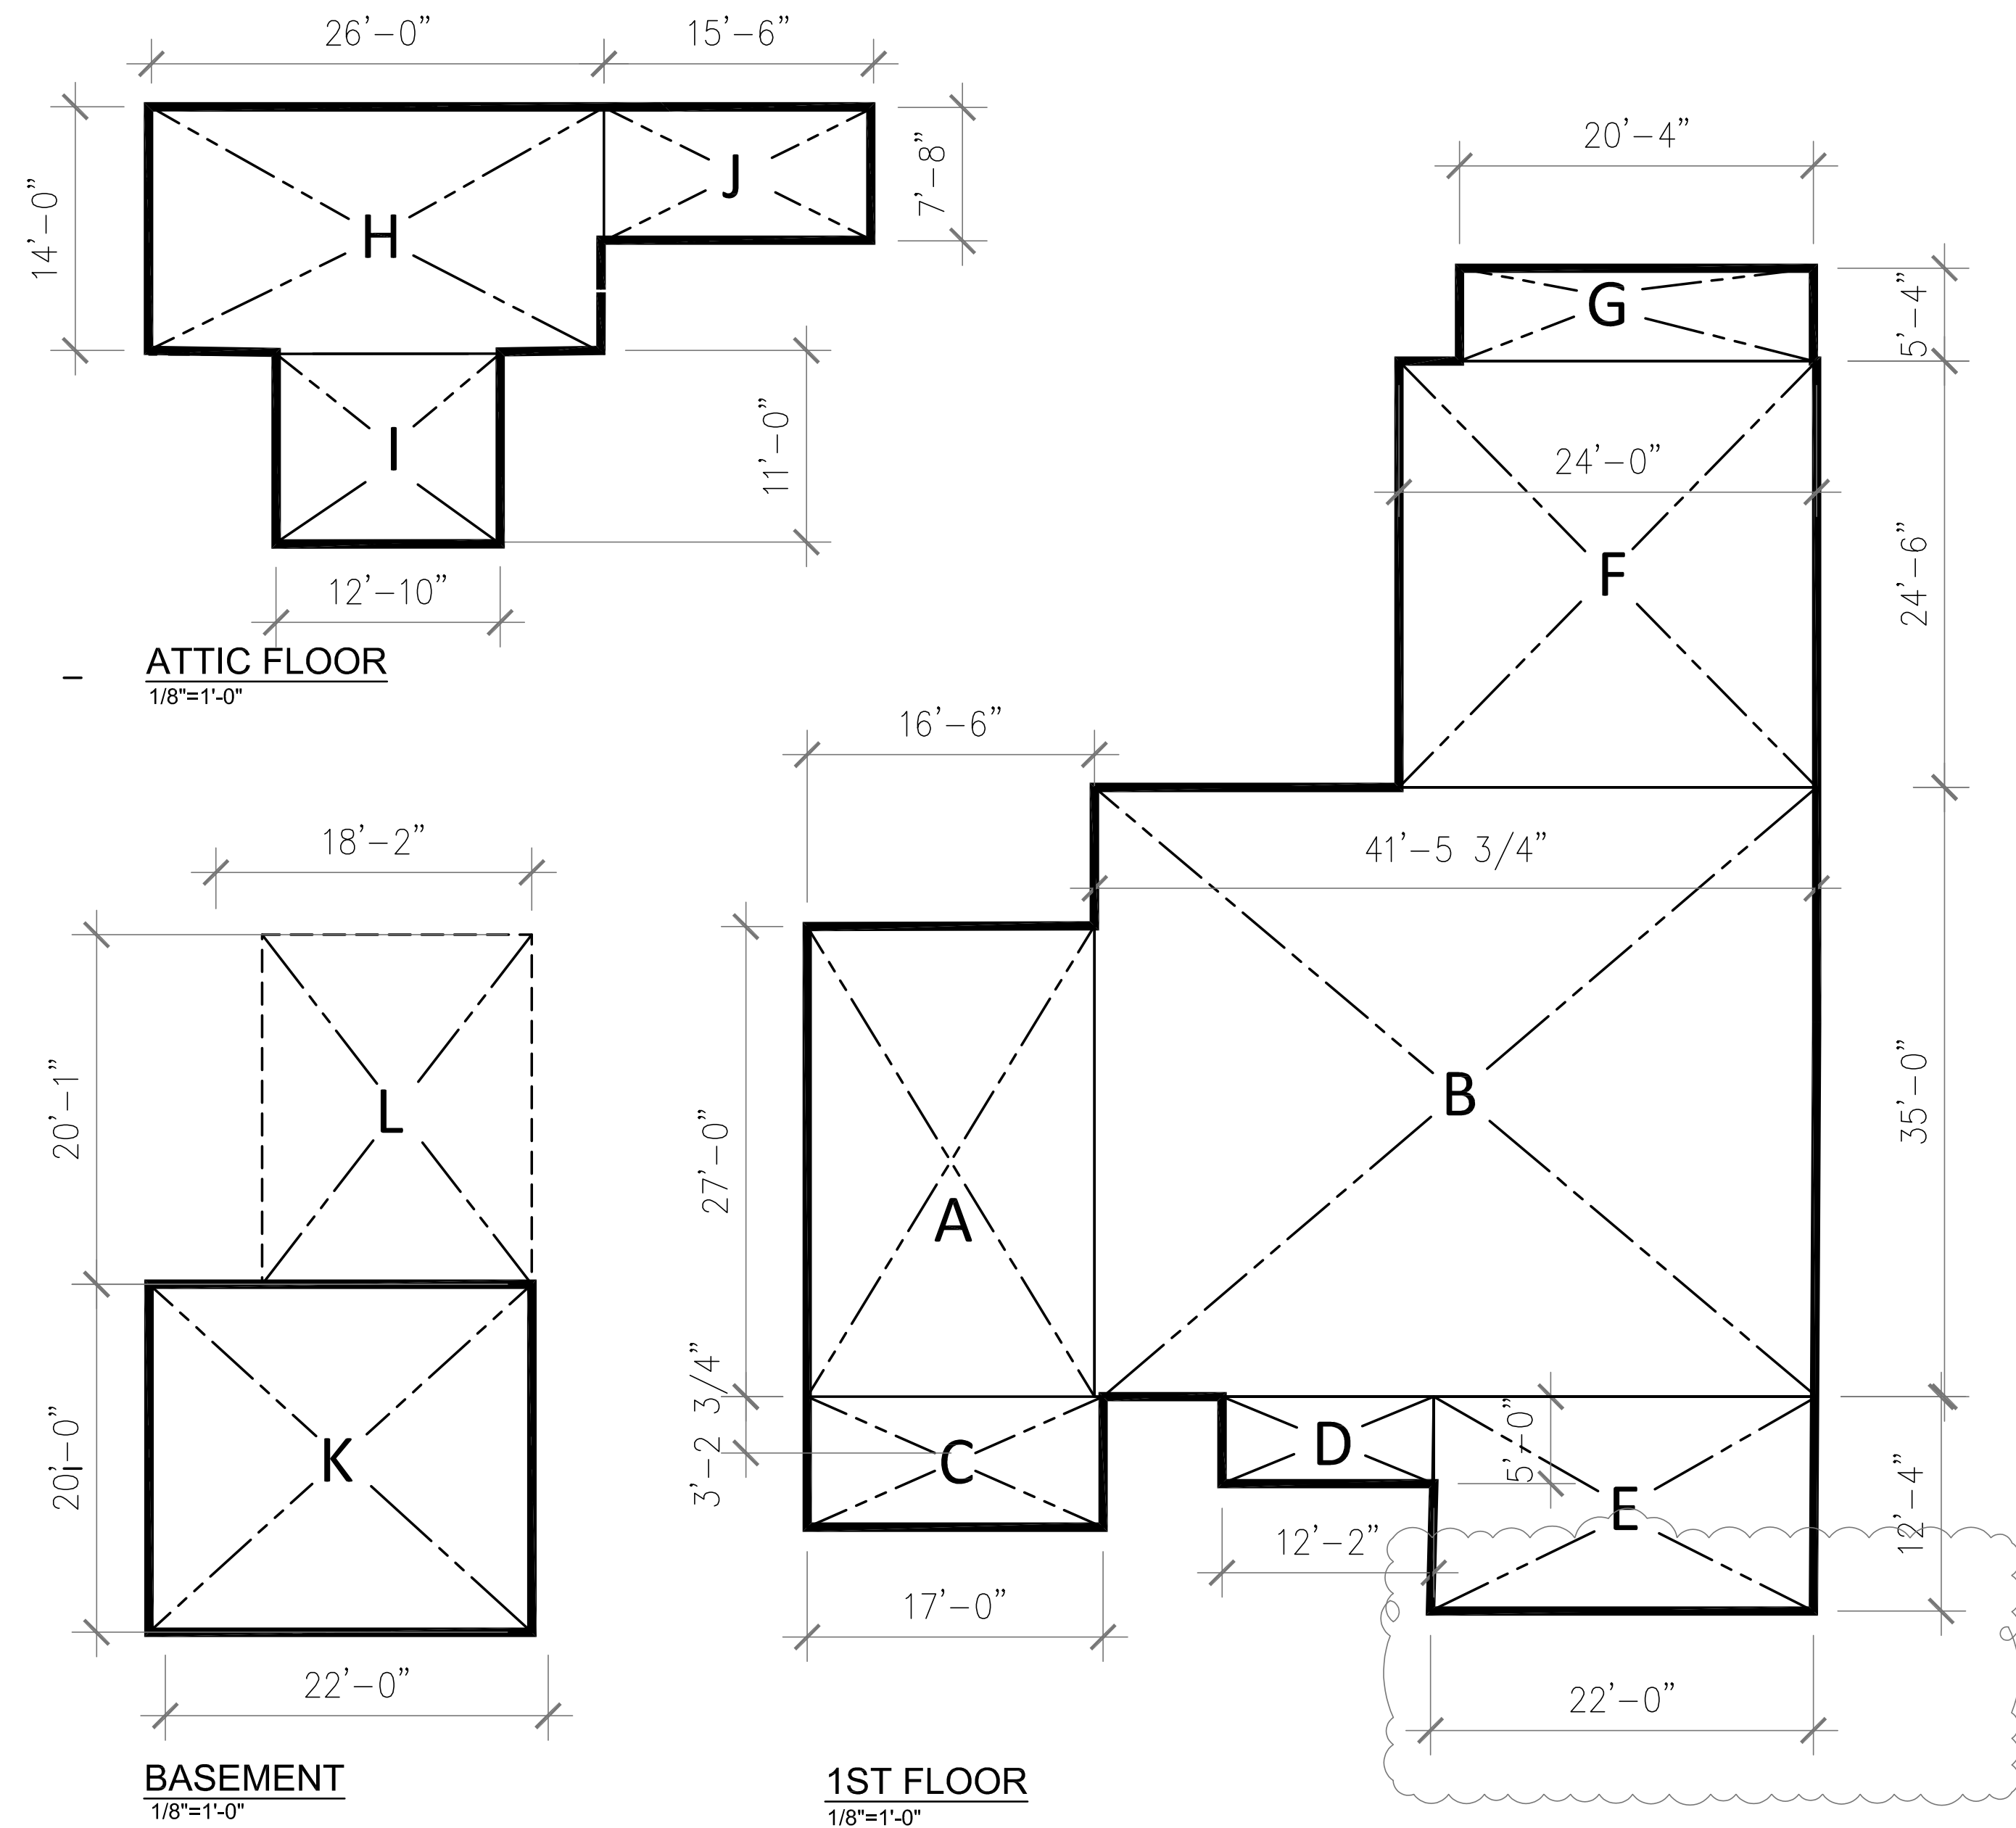 26’-0”
15’-6”
14’-0”
H
J
7’-8”
I
11’-0”
12’-10”
ATTIC FLOOR
1/8"=1'-0"
20’-4”
G
5’-4”
24’-0”
F
24’-6”
16’-6”
41’-5 3/4”
27’-0”
A
B
35’-0”
3’-2 3/4”
C
D
5’-0”
E
12’-4”
12’-2”
17’-0”
22’-0”
1ST FLOOR
1/8"=1'-0"
18’-2”
20’-1”
L
20’-0”
K
22’-0”
BASEMENT
1/8"=1'-0"